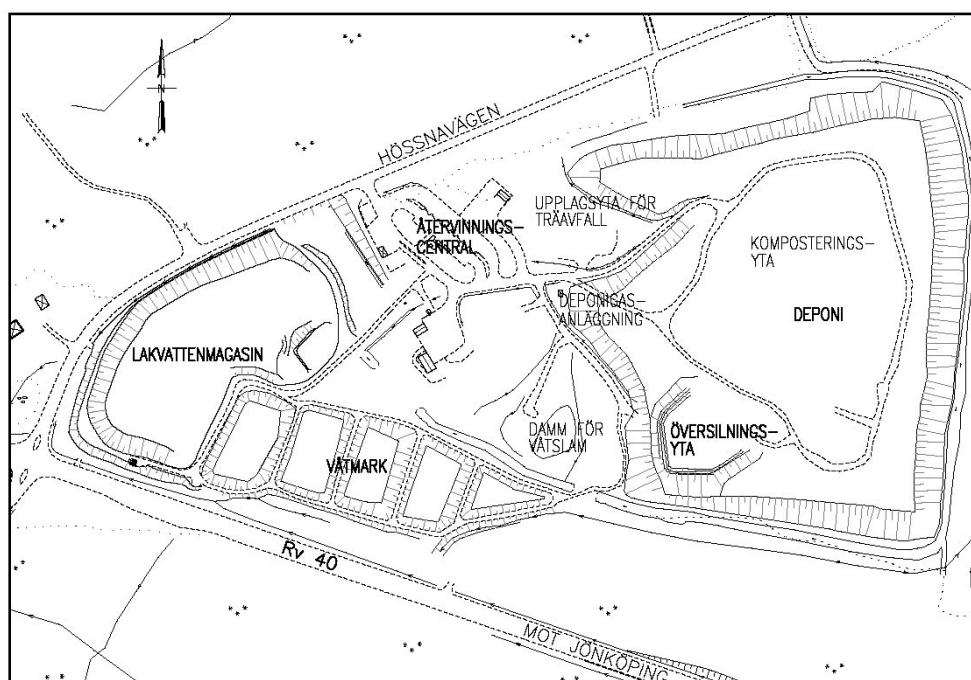 N
HÖSSNAVÄGEN
UPPLAGSYTA FÖR
TRÄAVFALL
ÅTERVINNINGS-
CENTRAL
KOMPOSTERINGS-
YTA
DEPONIGAS-
ANLÄGGNING
DEPONI
LAKVATTENMAGASIN
DAMM FÖR
VÅTSLAM
ÖVERSILNINGS-
YTA
VÅTMARK
Rv 40
MOT JÖNKÖPING